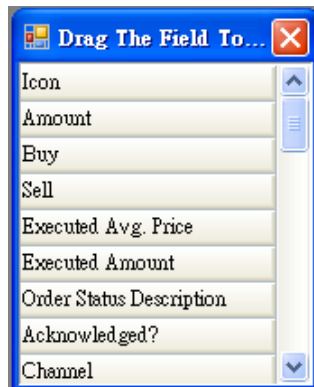 Drag The Field To...
Icon
Amount
Buy
Sell
Executed Avg. Price
Executed Amount
Order Status Description
Acknowledged?
Channel